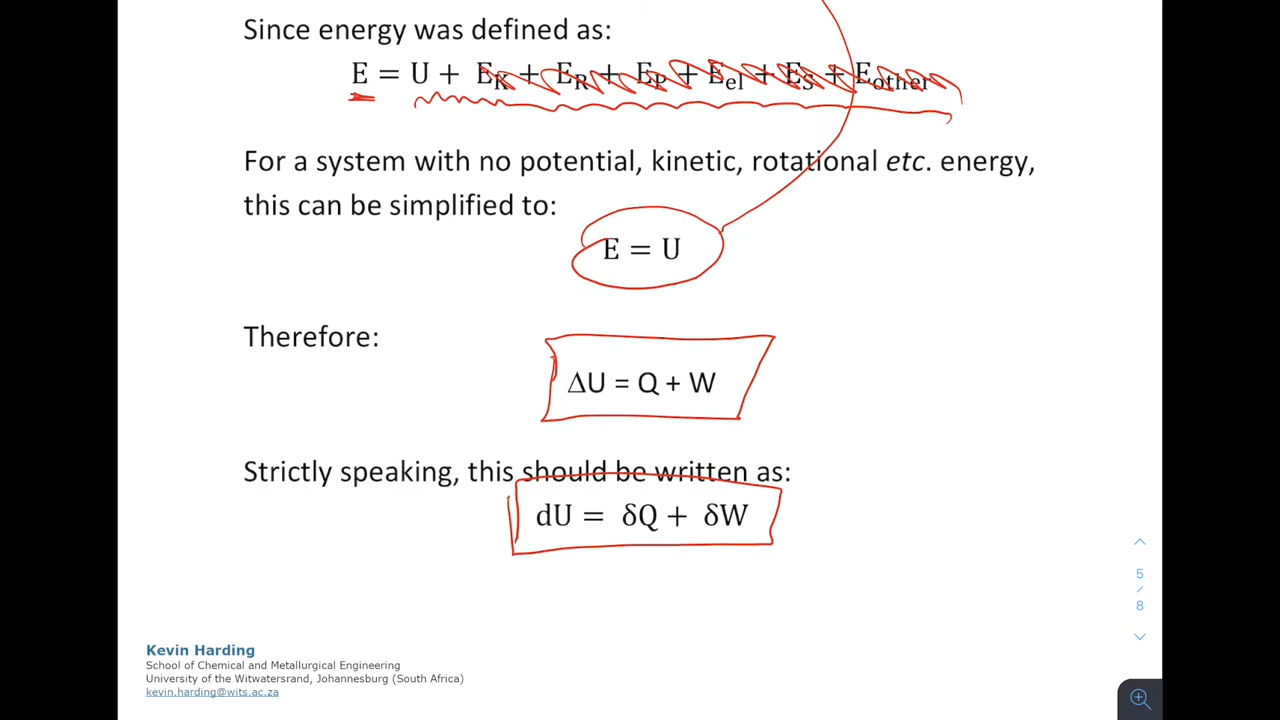 Since energy was defined as:
E = U + E_K + E_R + E_P + E_el + E_S + E_other
For a system with no potential, kinetic, rotational etc. energy,
this can be simplified to:
E = U
Therefore:
ΔU = Q + W
Strictly speaking, this should be written as:
dU = δQ + δW
5
/
8
Kevin Harding
School of Chemical and Metallurgical Engineering
University of the Witwatersrand, Johannesburg (South Africa)
kevin.harding@wits.ac.za